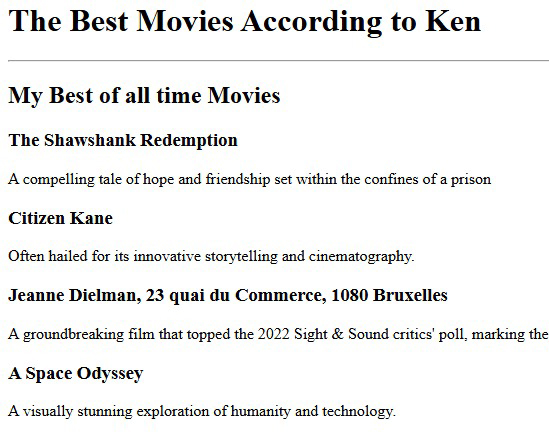 The Best Movies According to Ken
My Best of all time Movies
The Shawshank Redemption
A compelling tale of hope and friendship set within the confines of a prison
Citizen Kane
Often hailed for its innovative storytelling and cinematography.
Jeanne Dielman, 23 quai du Commerce, 1080 Bruxelles
A groundbreaking film that topped the 2022 Sight & Sound critics' poll, marking the
A Space Odyssey
A visually stunning exploration of humanity and technology.